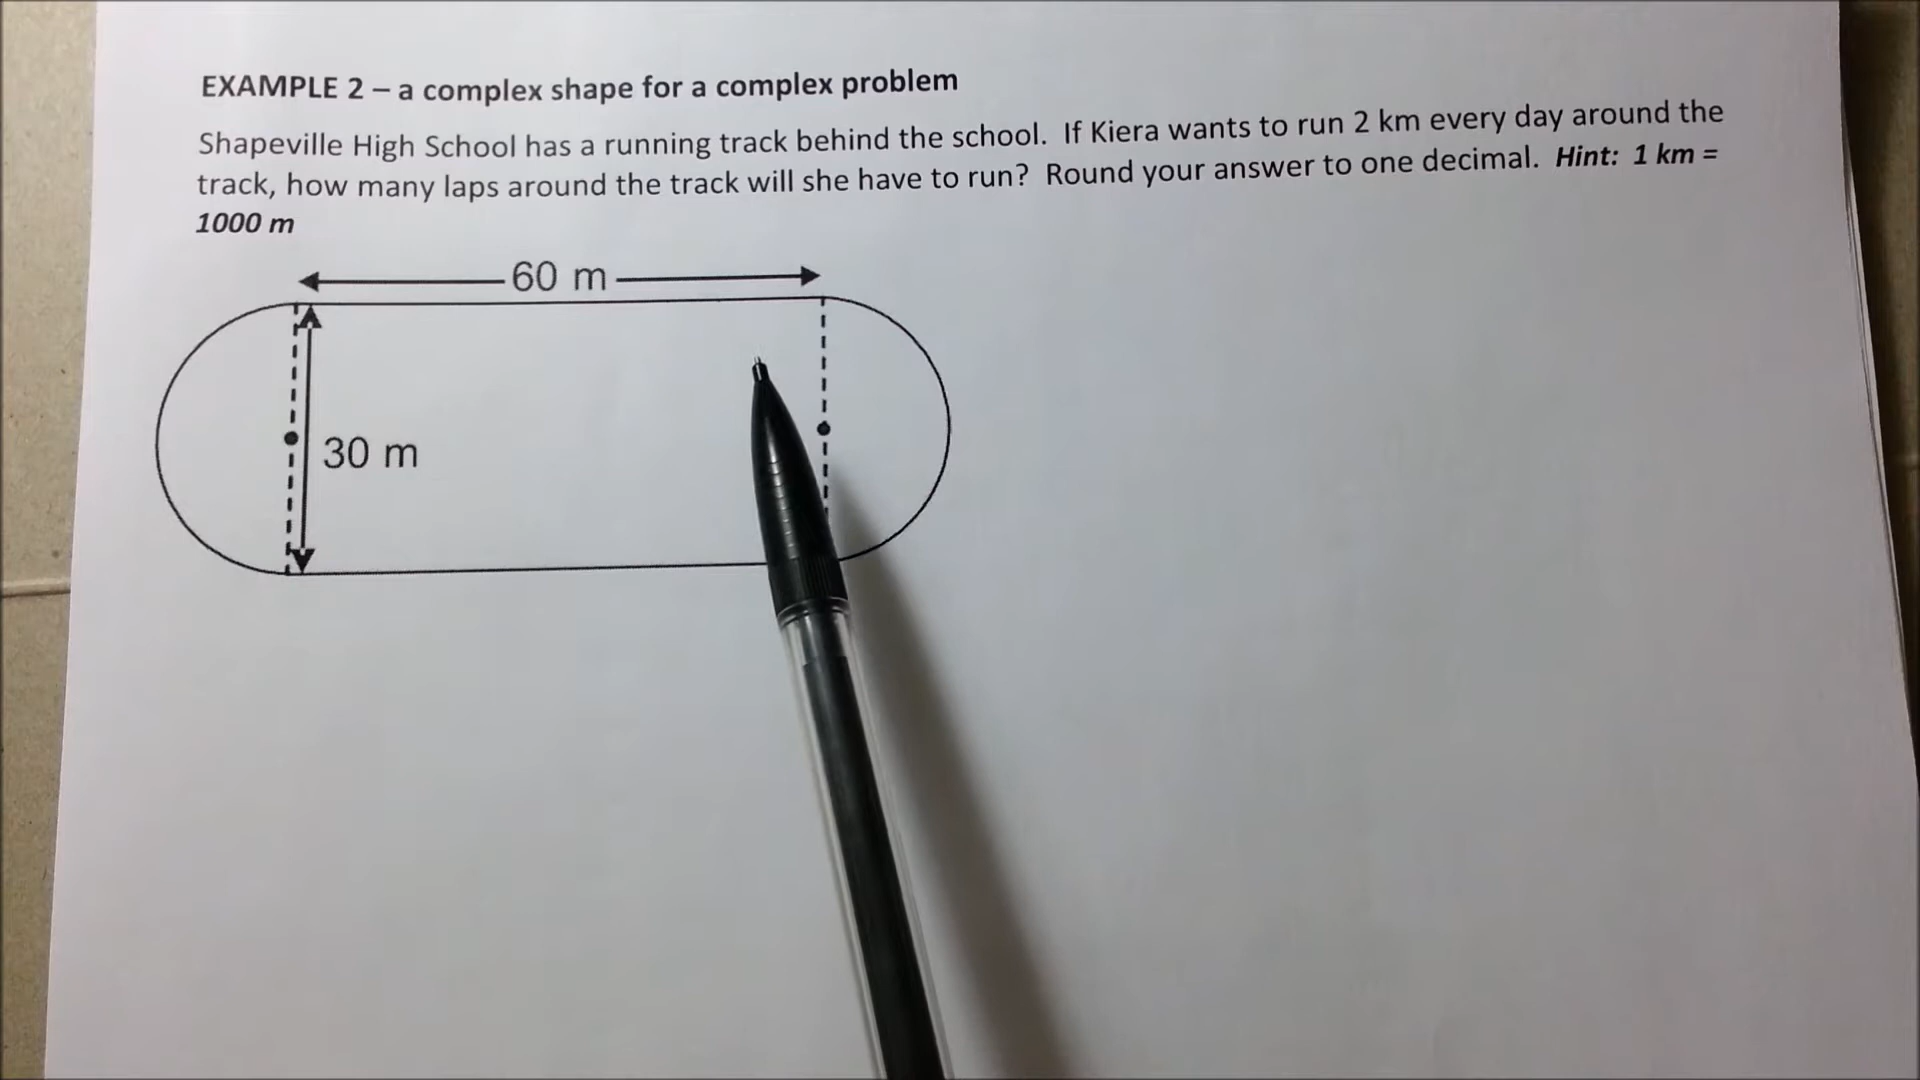 EXAMPLE 2 – a complex shape for a complex problem
Shapeville High School has a running track behind the school. If Kiera wants to run 2 km every day around the
track, how many laps around the track will she have to run? Round your answer to one decimal. Hint: 1 km =
1000 m
60 m
30 m